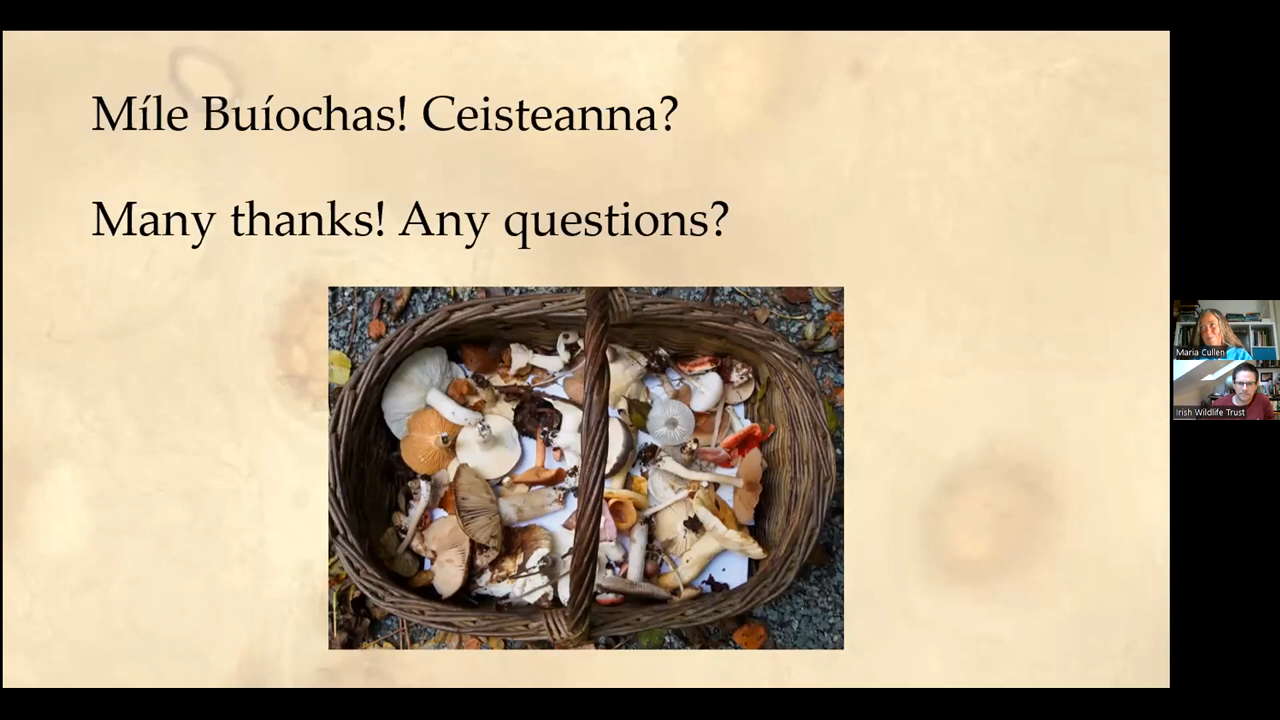 Míle Buíochas! Ceisteanna?
Many thanks! Any questions?
Maria Cullen
Irish Wildlife Trust